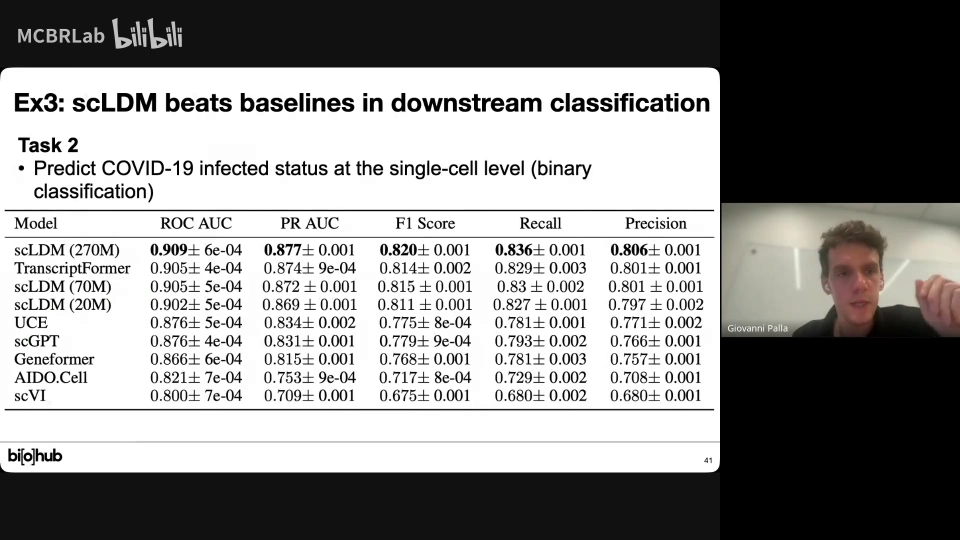 MCBRLab bilibili
Ex3: scLDM beats baselines in downstream classification
Task 2
• Predict COVID-19 infected status at the single-cell level (binary
classification)
Model ROC AUC PR AUC F1 Score Recall Precision
scLDM (270M) 0.909± 6e-04 0.877± 0.001 0.820± 0.001 0.836± 0.001 0.806± 0.001
TranscriptFormer 0.905± 4e-04 0.874± 9e-04 0.814± 0.002 0.829± 0.003 0.801± 0.001
scLDM (70M) 0.905± 5e-04 0.872 ± 0.001 0.815 ± 0.001 0.83 ± 0.002 0.801 ± 0.001
scLDM (20M) 0.902± 5e-04 0.869 ± 0.001 0.811 ± 0.001 0.827 ± 0.001 0.797 ± 0.002
UCE 0.876± 5e-04 0.834± 0.002 0.775± 8e-04 0.781± 0.001 0.771± 0.002
scGPT 0.876± 4e-04 0.831± 0.001 0.779± 9e-04 0.793± 0.002 0.766± 0.001
Geneformer 0.866± 6e-04 0.815± 0.001 0.768± 0.001 0.781± 0.003 0.757± 0.001
AIDO.Cell 0.821± 7e-04 0.753± 9e-04 0.717± 8e-04 0.729± 0.002 0.708± 0.001
scVI 0.800± 7e-04 0.709± 0.001 0.675± 0.001 0.680± 0.002 0.680± 0.001
bi[o]hub
41
Giovanni Palla